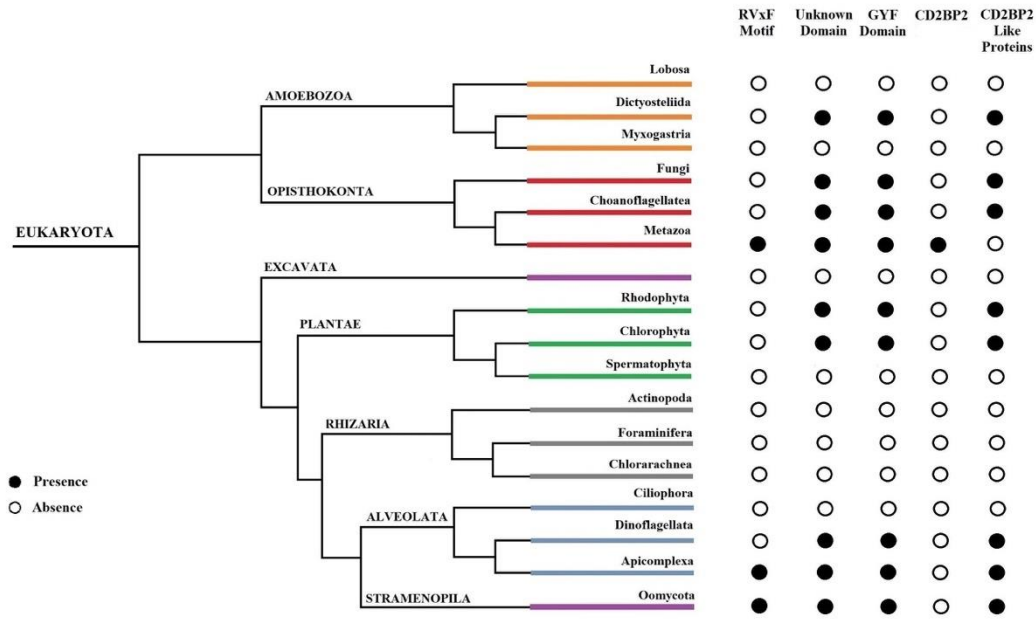 RVxF Motif
Unknown Domain
GYF Domain
CD2BP2
CD2BP2 Like Proteins
Lobosa
AMOEBOZOA
Dictyosteliida
Myxogastria
Fungi
OPISTHOKONTA
Choanoflagellatea
Metazoa
EUKARYOTA
EXCAVATA
Rhodophyta
PLANTAE
Chlorophyta
Spermatophyta
Actinopoda
RHIZARIA
Foraminifera
Chlorarachnea
Ciliophora
ALVEOLATA
Dinoflagellata
Apicomplexa
STRAMENOPILA
Oomycota
Presence
Absence